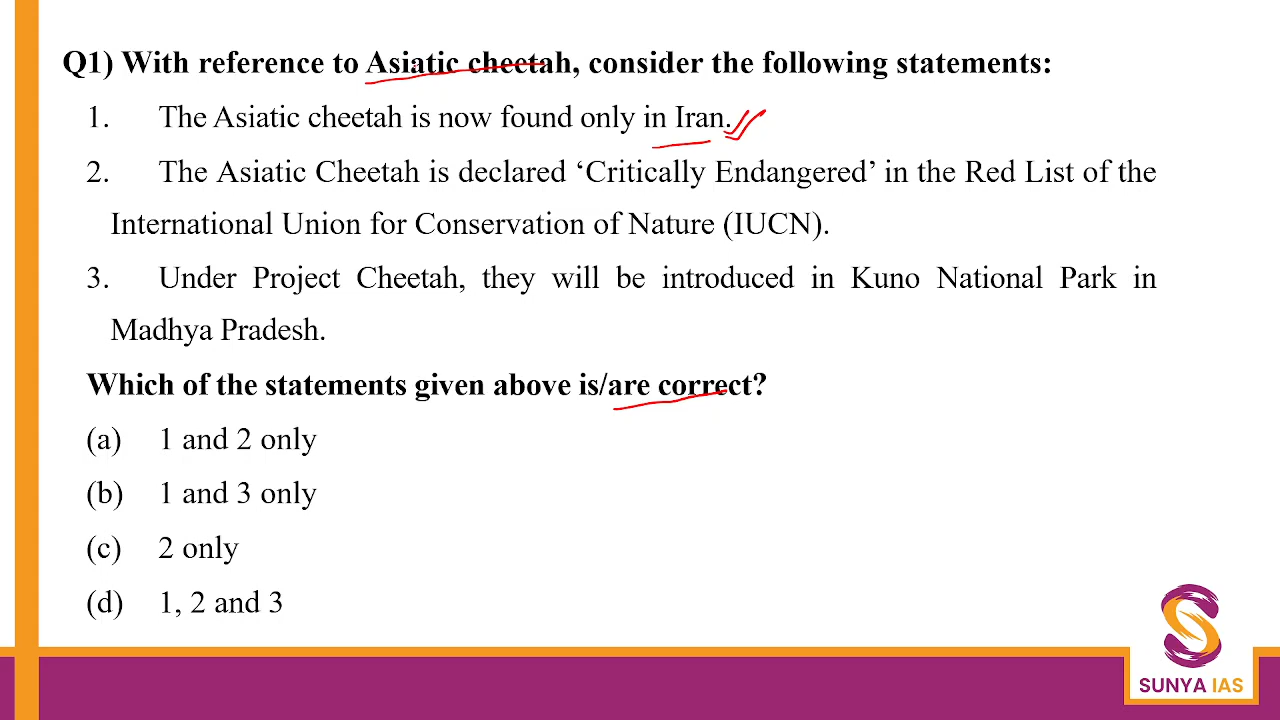 Q1) With reference to Asiatic cheetah, consider the following statements:
1. The Asiatic cheetah is now found only in Iran.
2. The Asiatic Cheetah is declared ‘Critically Endangered’ in the Red List of the
International Union for Conservation of Nature (IUCN).
3. Under Project Cheetah, they will be introduced in Kuno National Park in
Madhya Pradesh.
Which of the statements given above is/are correct?
(a) 1 and 2 only
(b) 1 and 3 only
(c) 2 only
(d) 1, 2 and 3
SUNYA IAS